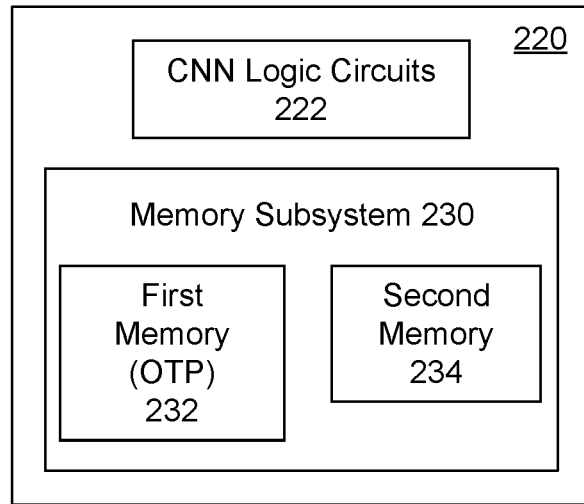 220
CNN Logic Circuits
222
Memory Subsystem 230
First
Memory
(OTP)
232
Second
Memory
234